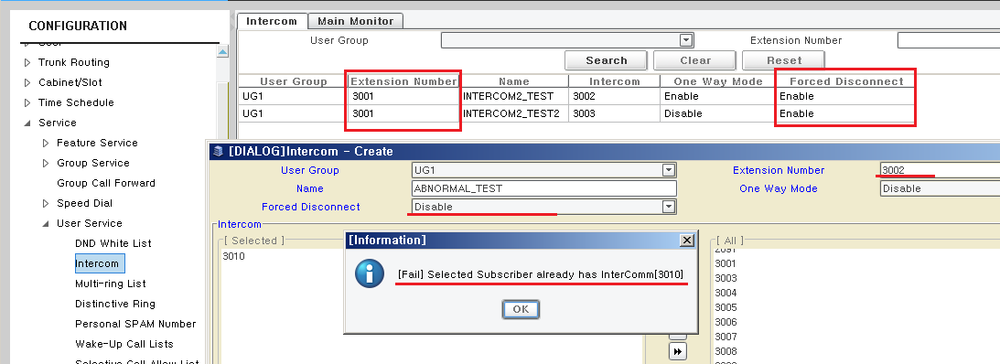 CONFIGURATION
Trunk Routing
Cabinet/Slot
Time Schedule
Service
Feature Service
Group Service
Group Call Forward
Speed Dial
User Service
DND White List
Intercom
Multi-ring List
Distinctive Ring
Personal SPAM Number
Wake-Up Call Lists
Selective Call Allow List
Intercom Main Monitor
User Group Extension Number
Search Clear Reset
User Group Extension Number Name Intercom One Way Mode Forced Disconnect
UG1 3001 INTERCOM2_TEST 3002 Enable Enable
UG1 3001 INTERCOM2_TEST2 3003 Disable Enable
[DIALOG]Intercom - Create
User Group UG1 Extension Number 3002
Name ABNORMAL_TEST One Way Mode Disable
Forced Disconnect Disable
Intercom
[ Selected ]
3010
[ All ]
2091
3001
3003
3004
3005
3006
3007
3008
[Information]
[Fail] Selected Subscriber already has InterComm[3010]
OK